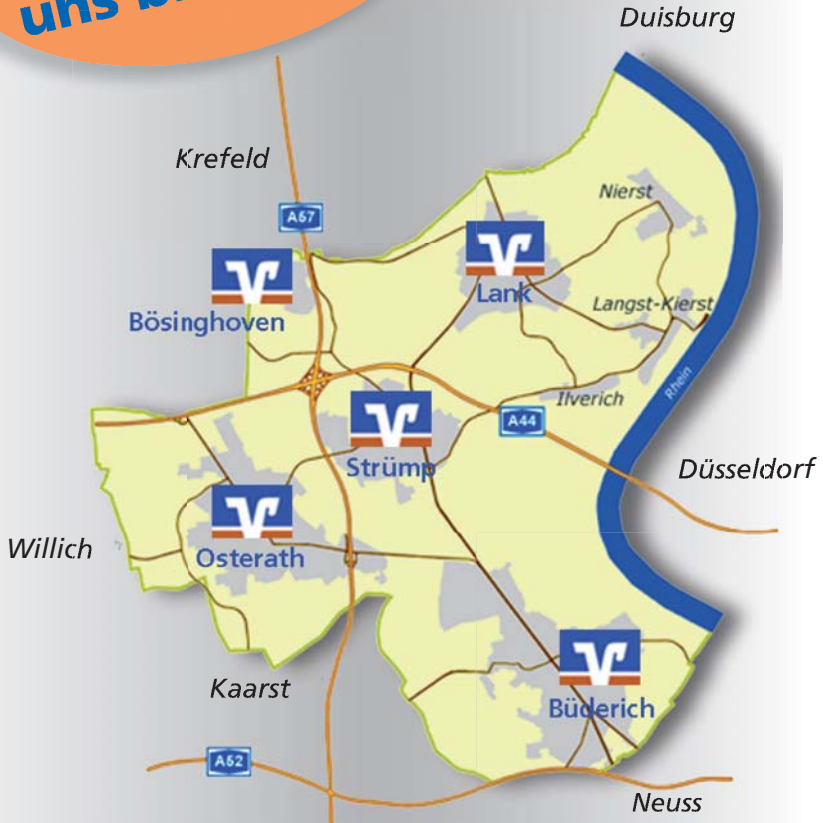 uns
Duisburg
Krefeld
Nierst
A57
Lank
Langst-Kierst
Bösinghoven
Rhein
Ilverich
A44
Strümp
Düsseldorf
Willich
Osterath
Kaarst
Büderich
A52
Neuss